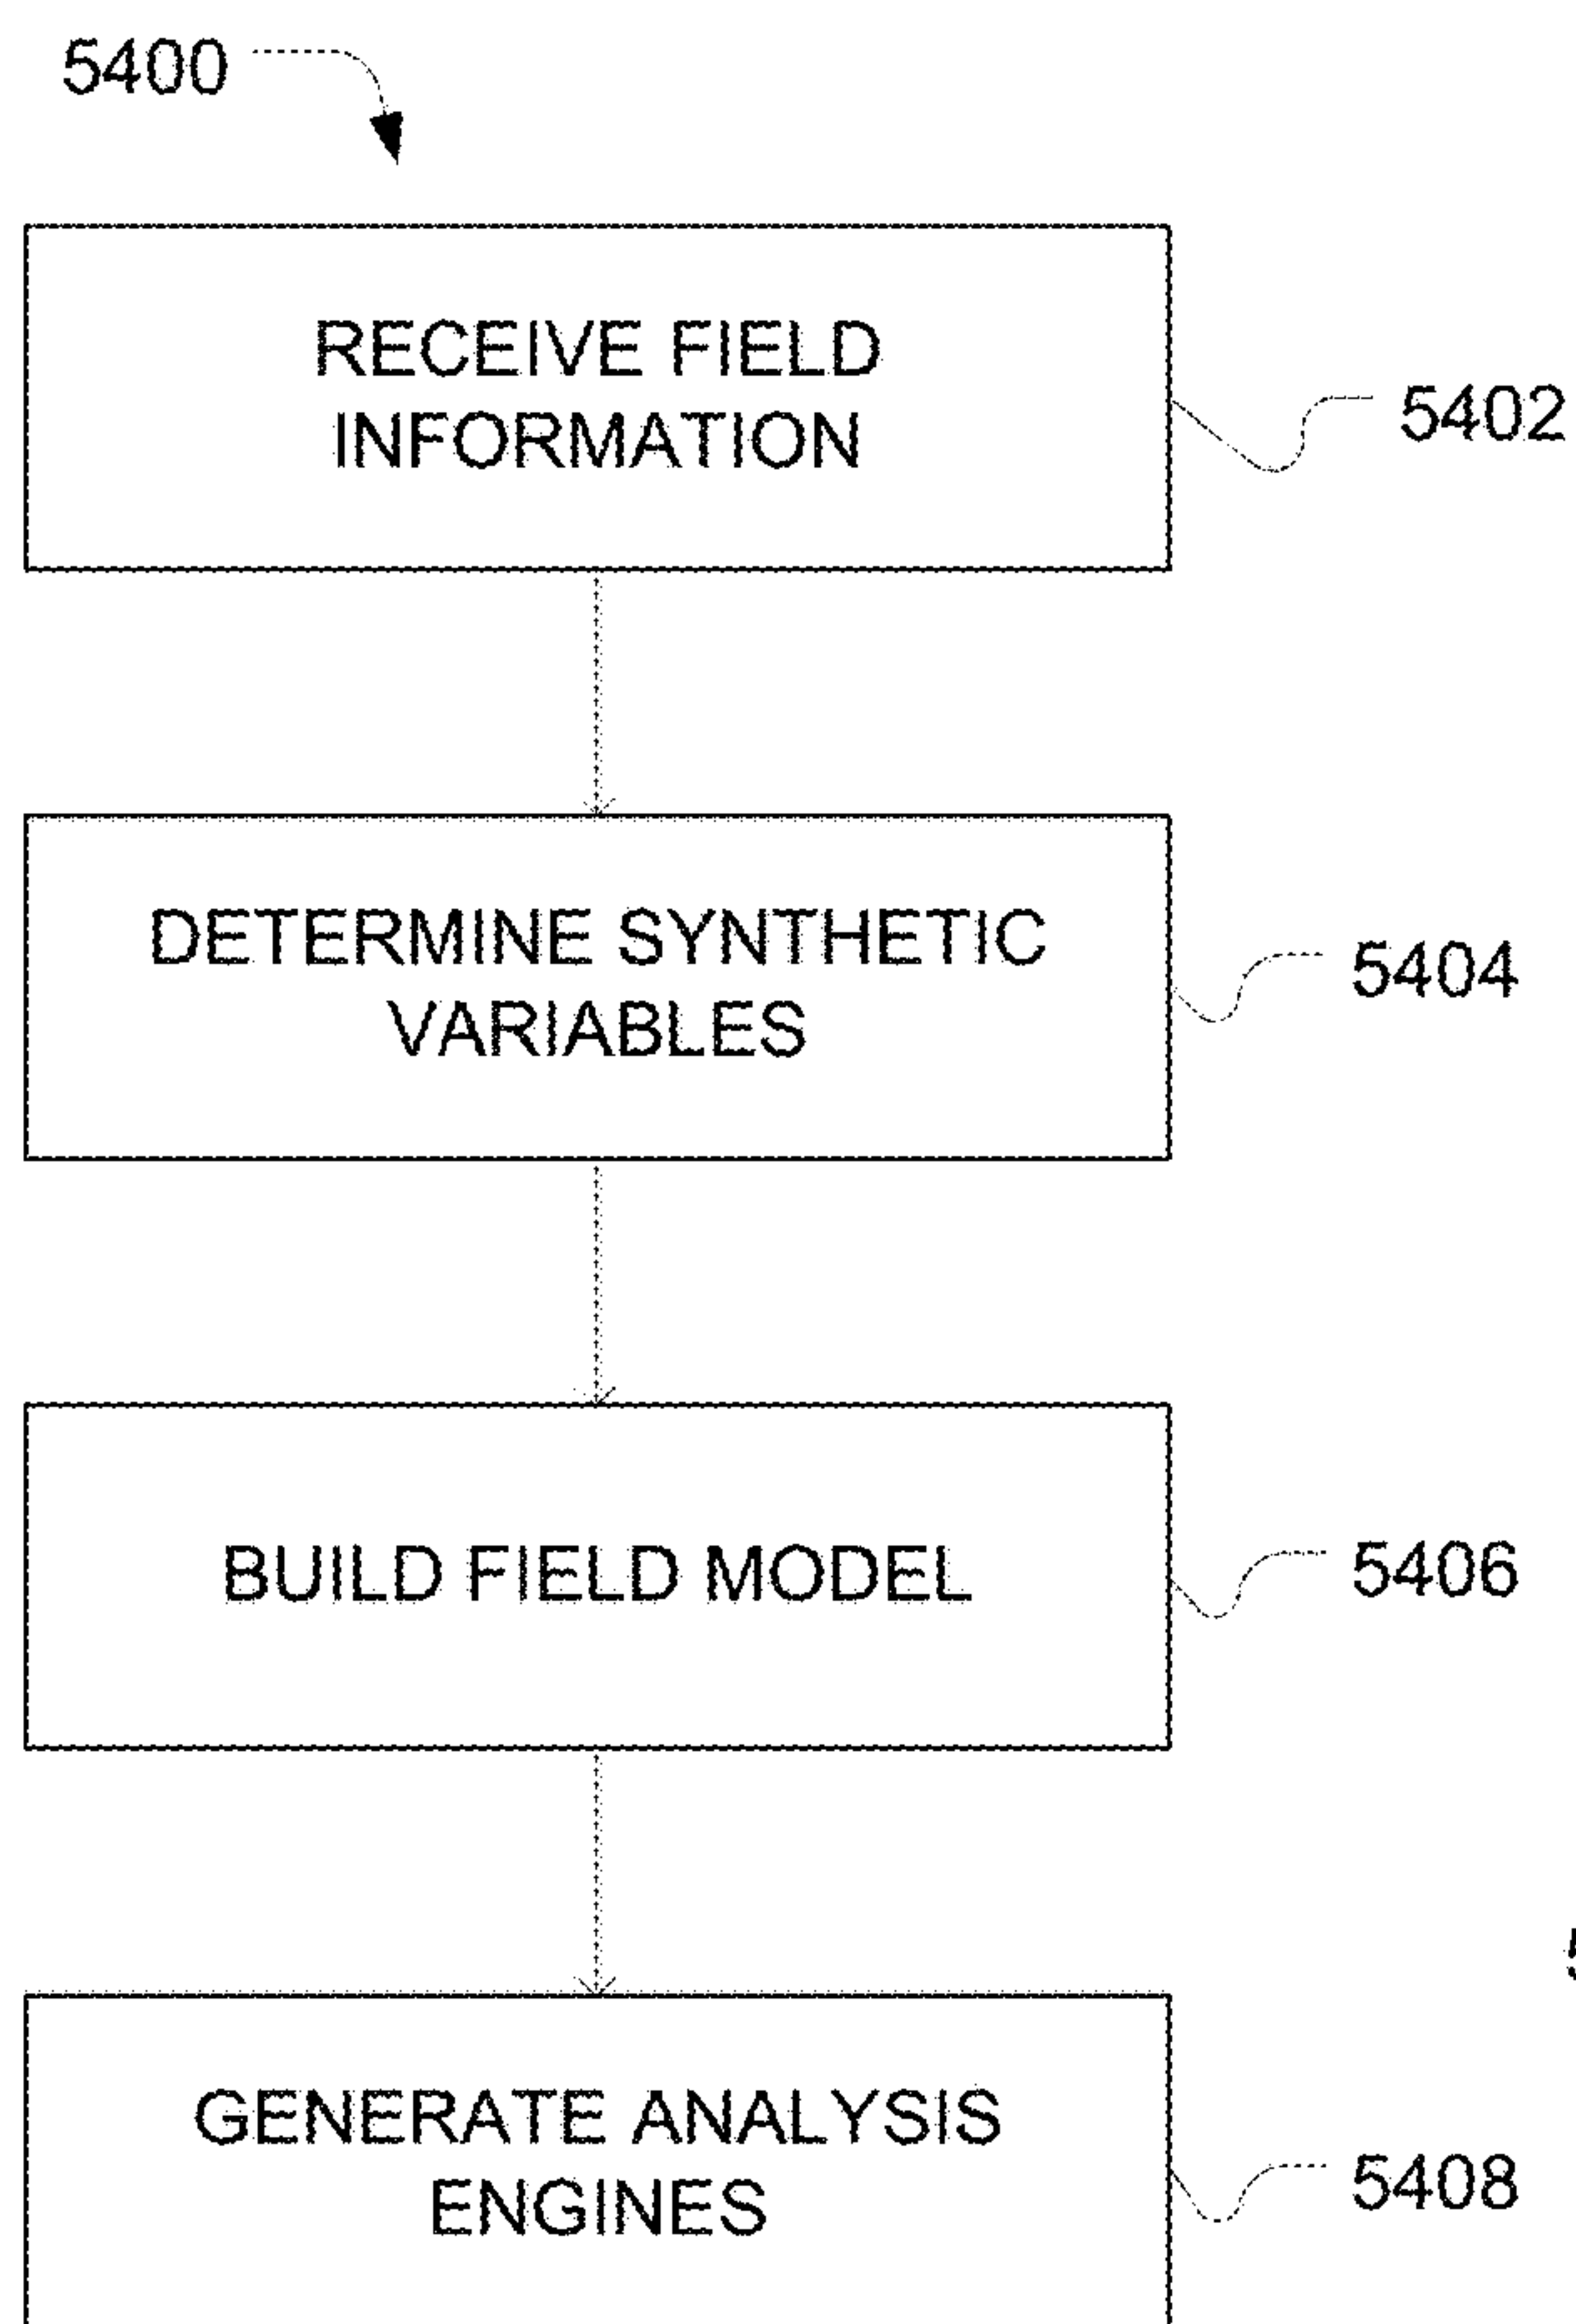 5400
RECEIVE FIELD
INFORMATION
5402
DETERMINE SYNTHETIC
VARIABLES
5404
BUILD FIELD MODEL
5406
GENERATE ANALYSIS
ENGINES
5408